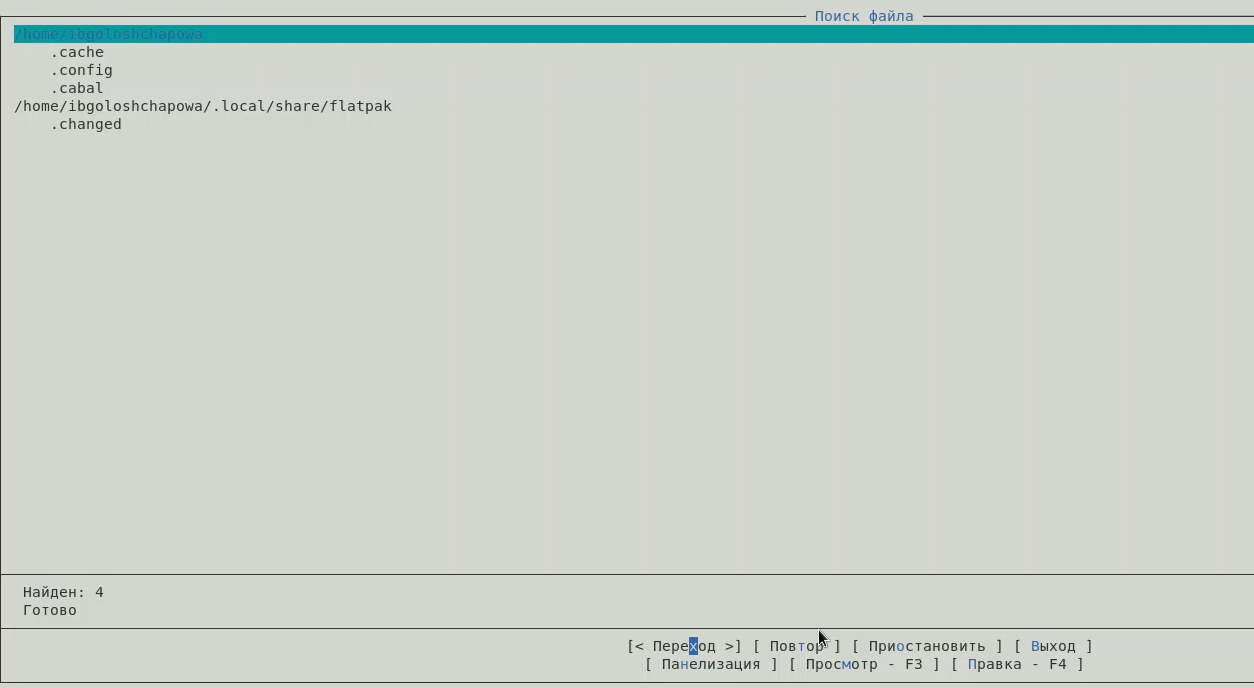 Поиск файла
/home/ibgoloshchapowa
.cache
.config
.cabal
/home/ibgoloshchapowa/.local/share/flatpak
.changed
Найден: 4
Готово
[< Переход >] [ Повтор ] [ Приостановить ] [ Выход ]
[ Панелизация ] [ Просмотр - F3 ] [ Правка - F4 ]